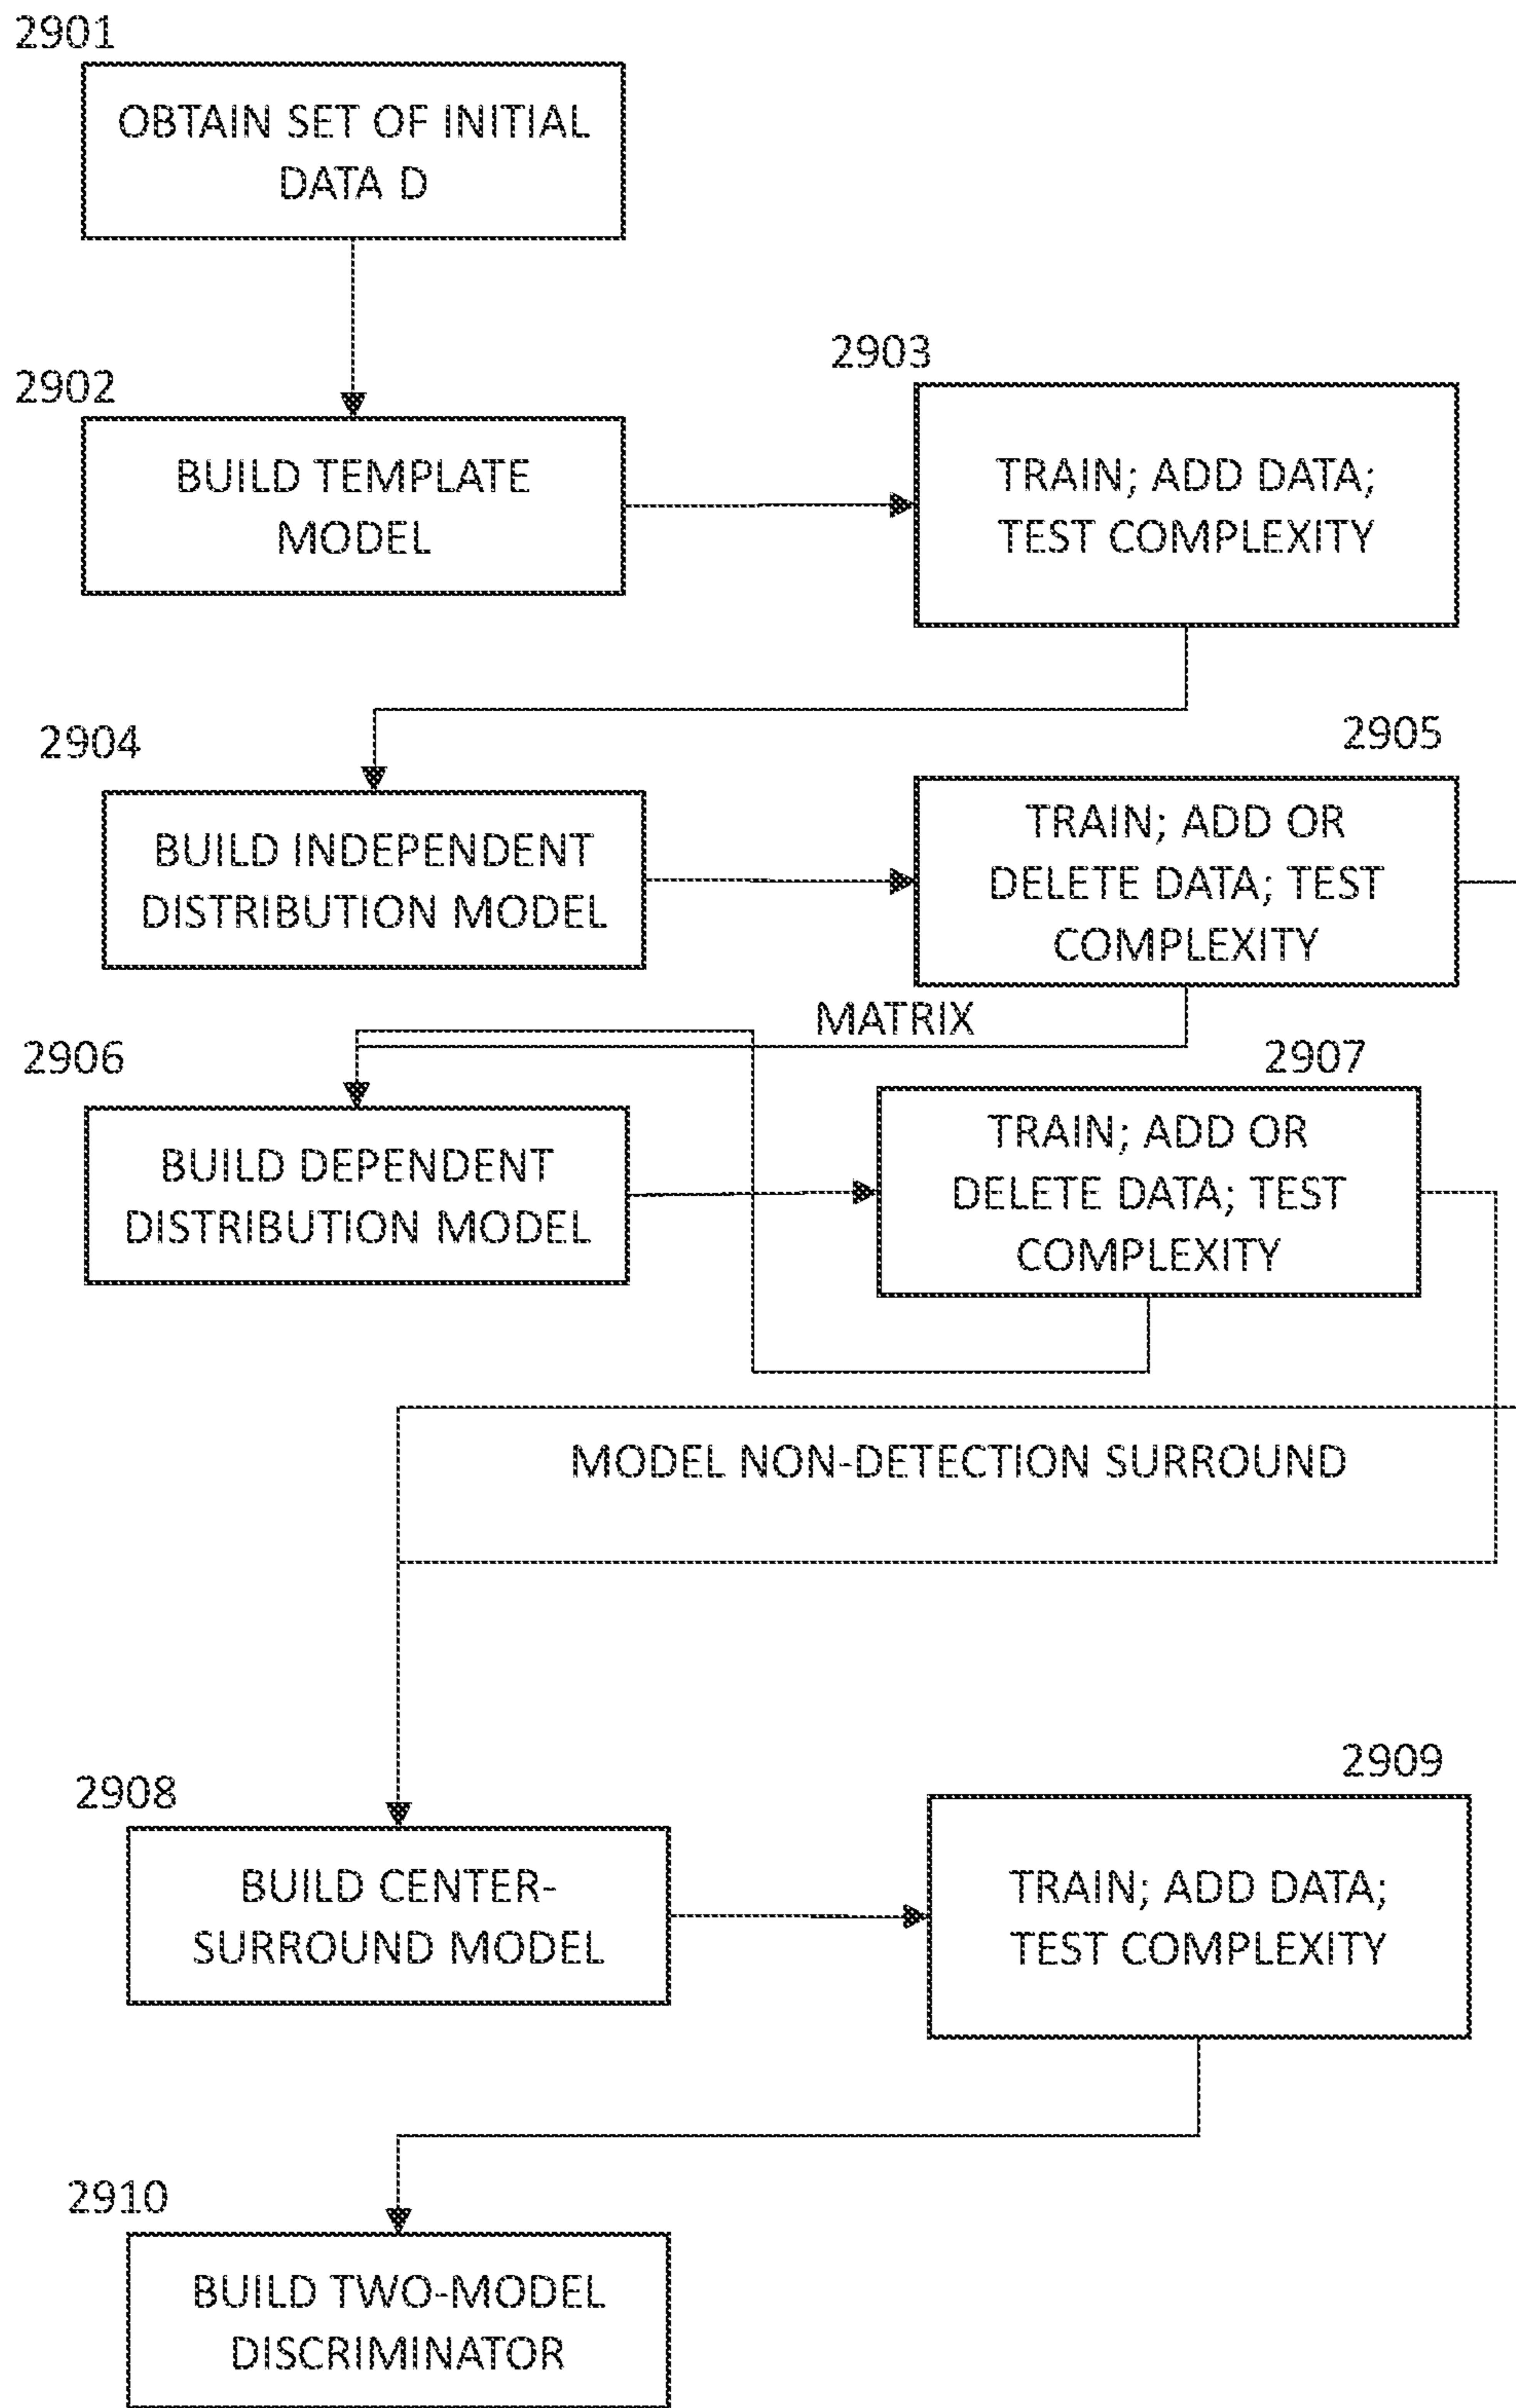 2901
OBTAIN SET OF INITIAL
DATA D
2902
BUILD TEMPLATE
MODEL
2903
TRAIN; ADD DATA;
TEST COMPLEXITY
2904
BUILD INDEPENDENT
DISTRIBUTION MODEL
2905
TRAIN; ADD OR
DELETE DATA; TEST
COMPLEXITY
MATRIX
2906
BUILD DEPENDENT
DISTRIBUTION MODEL
2907
TRAIN; ADD OR
DELETE DATA; TEST
COMPLEXITY
MODEL NON-DETECTION SURROUND
2908
BUILD CENTER-
SURROUND MODEL
2909
TRAIN; ADD DATA;
TEST COMPLEXITY
2910
BUILD TWO-MODEL
DISCRIMINATOR